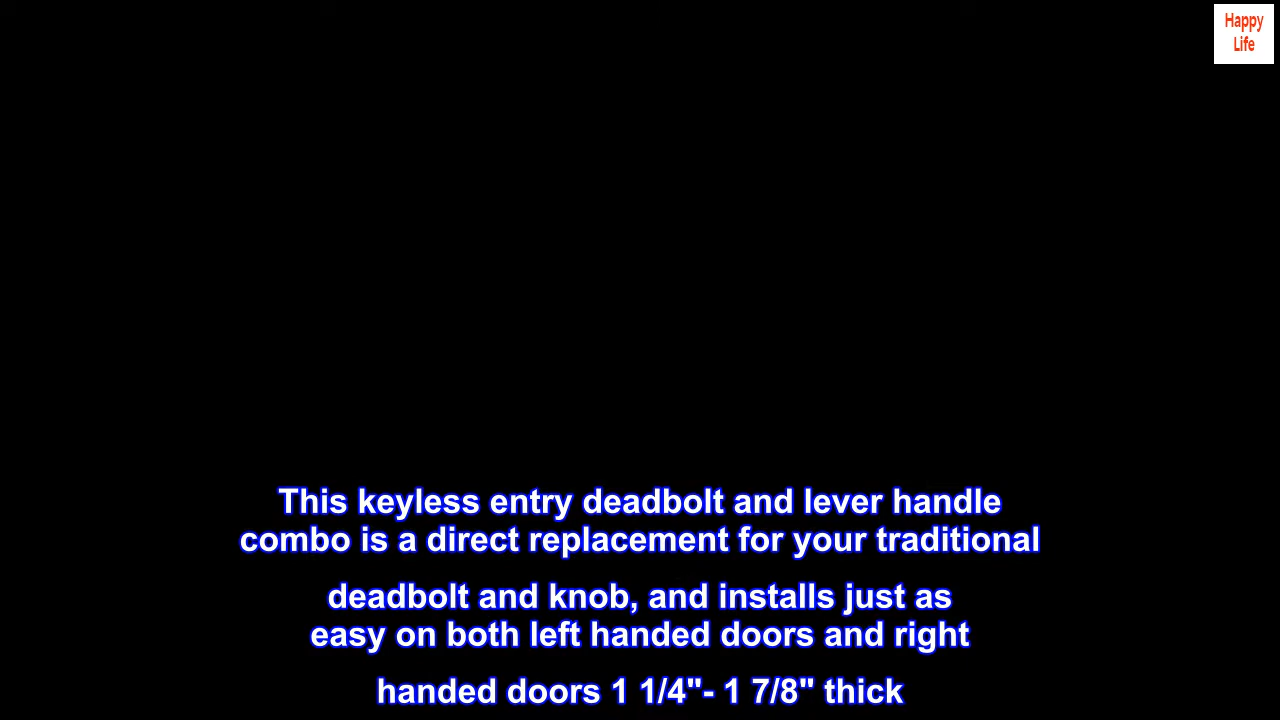 Happy
Life
This keyless entry deadbolt and lever handle
combo is a direct replacement for your traditional
deadbolt and knob, and installs just as
easy on both left handed doors and right
handed doors 1 1/4"- 1 7/8" thick